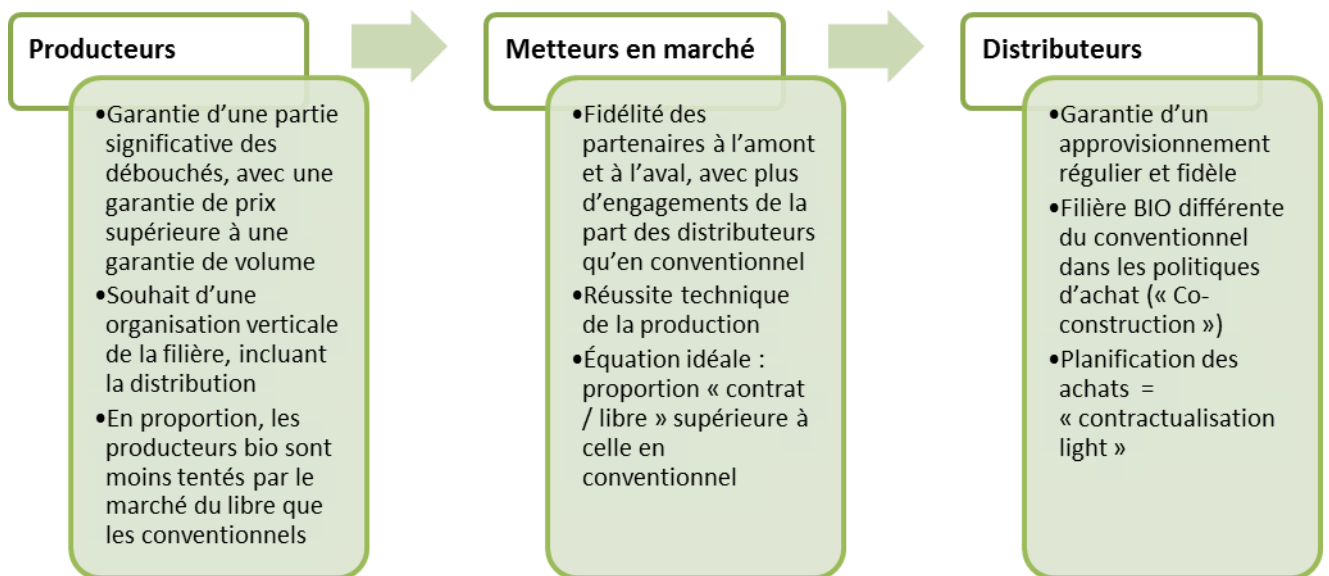 Producteurs
•Garantie d’une partie
significative des
débouchés, avec une
garantie de prix
supérieure à une
garantie de volume
•Souhait d’une
organisation verticale
de la filière, incluant
la distribution
•En proportion, les
producteurs bio sont
moins tentés par le
marché du libre que
les conventionnels
Metteurs en marché
•Fidélité des
partenaires à l’amont
et à l’aval, avec plus
d’engagements de la
part des distributeurs
qu’en conventionnel
•Réussite technique
de la production
•Équation idéale :
proportion « contrat
/ libre » supérieure à
celle en
conventionnel
Distributeurs
•Garantie d’un
approvisionnement
régulier et fidèle
•Filière BIO différente
du conventionnel
dans les politiques
d’achat (« Co-
construction »)
•Planification des
achats =
« contractualisation
light »